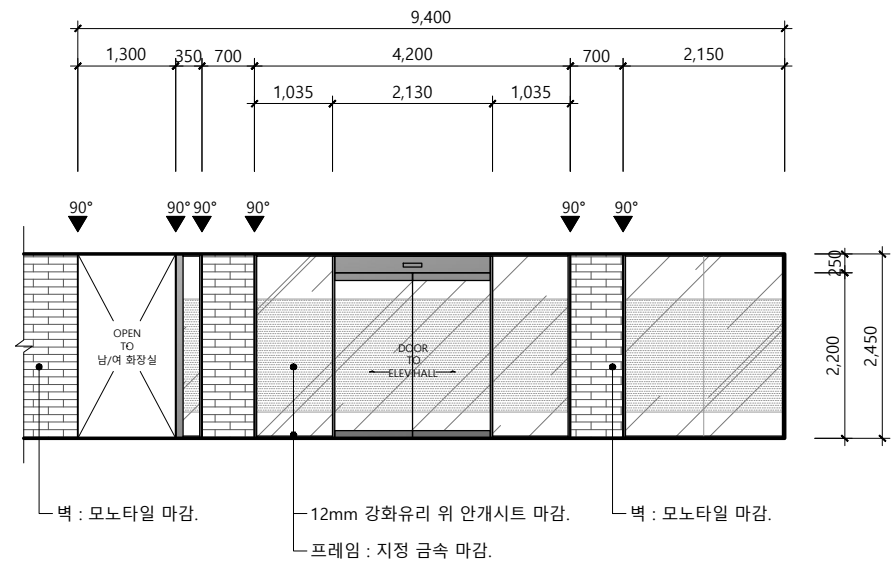 9,400
1,300 350 700 4,200 700 2,150
1,035 2,130 1,035
90° 90° 90° 90° 90° 90°
250
2,200
2,450
OPEN
TO
남/여 화장실
DOOR
TO
ELEV.HALL
벽 : 모노타일 마감.
12mm 강화유리 위 안개시트 마감.
벽 : 모노타일 마감.
프레임 : 지정 금속 마감.